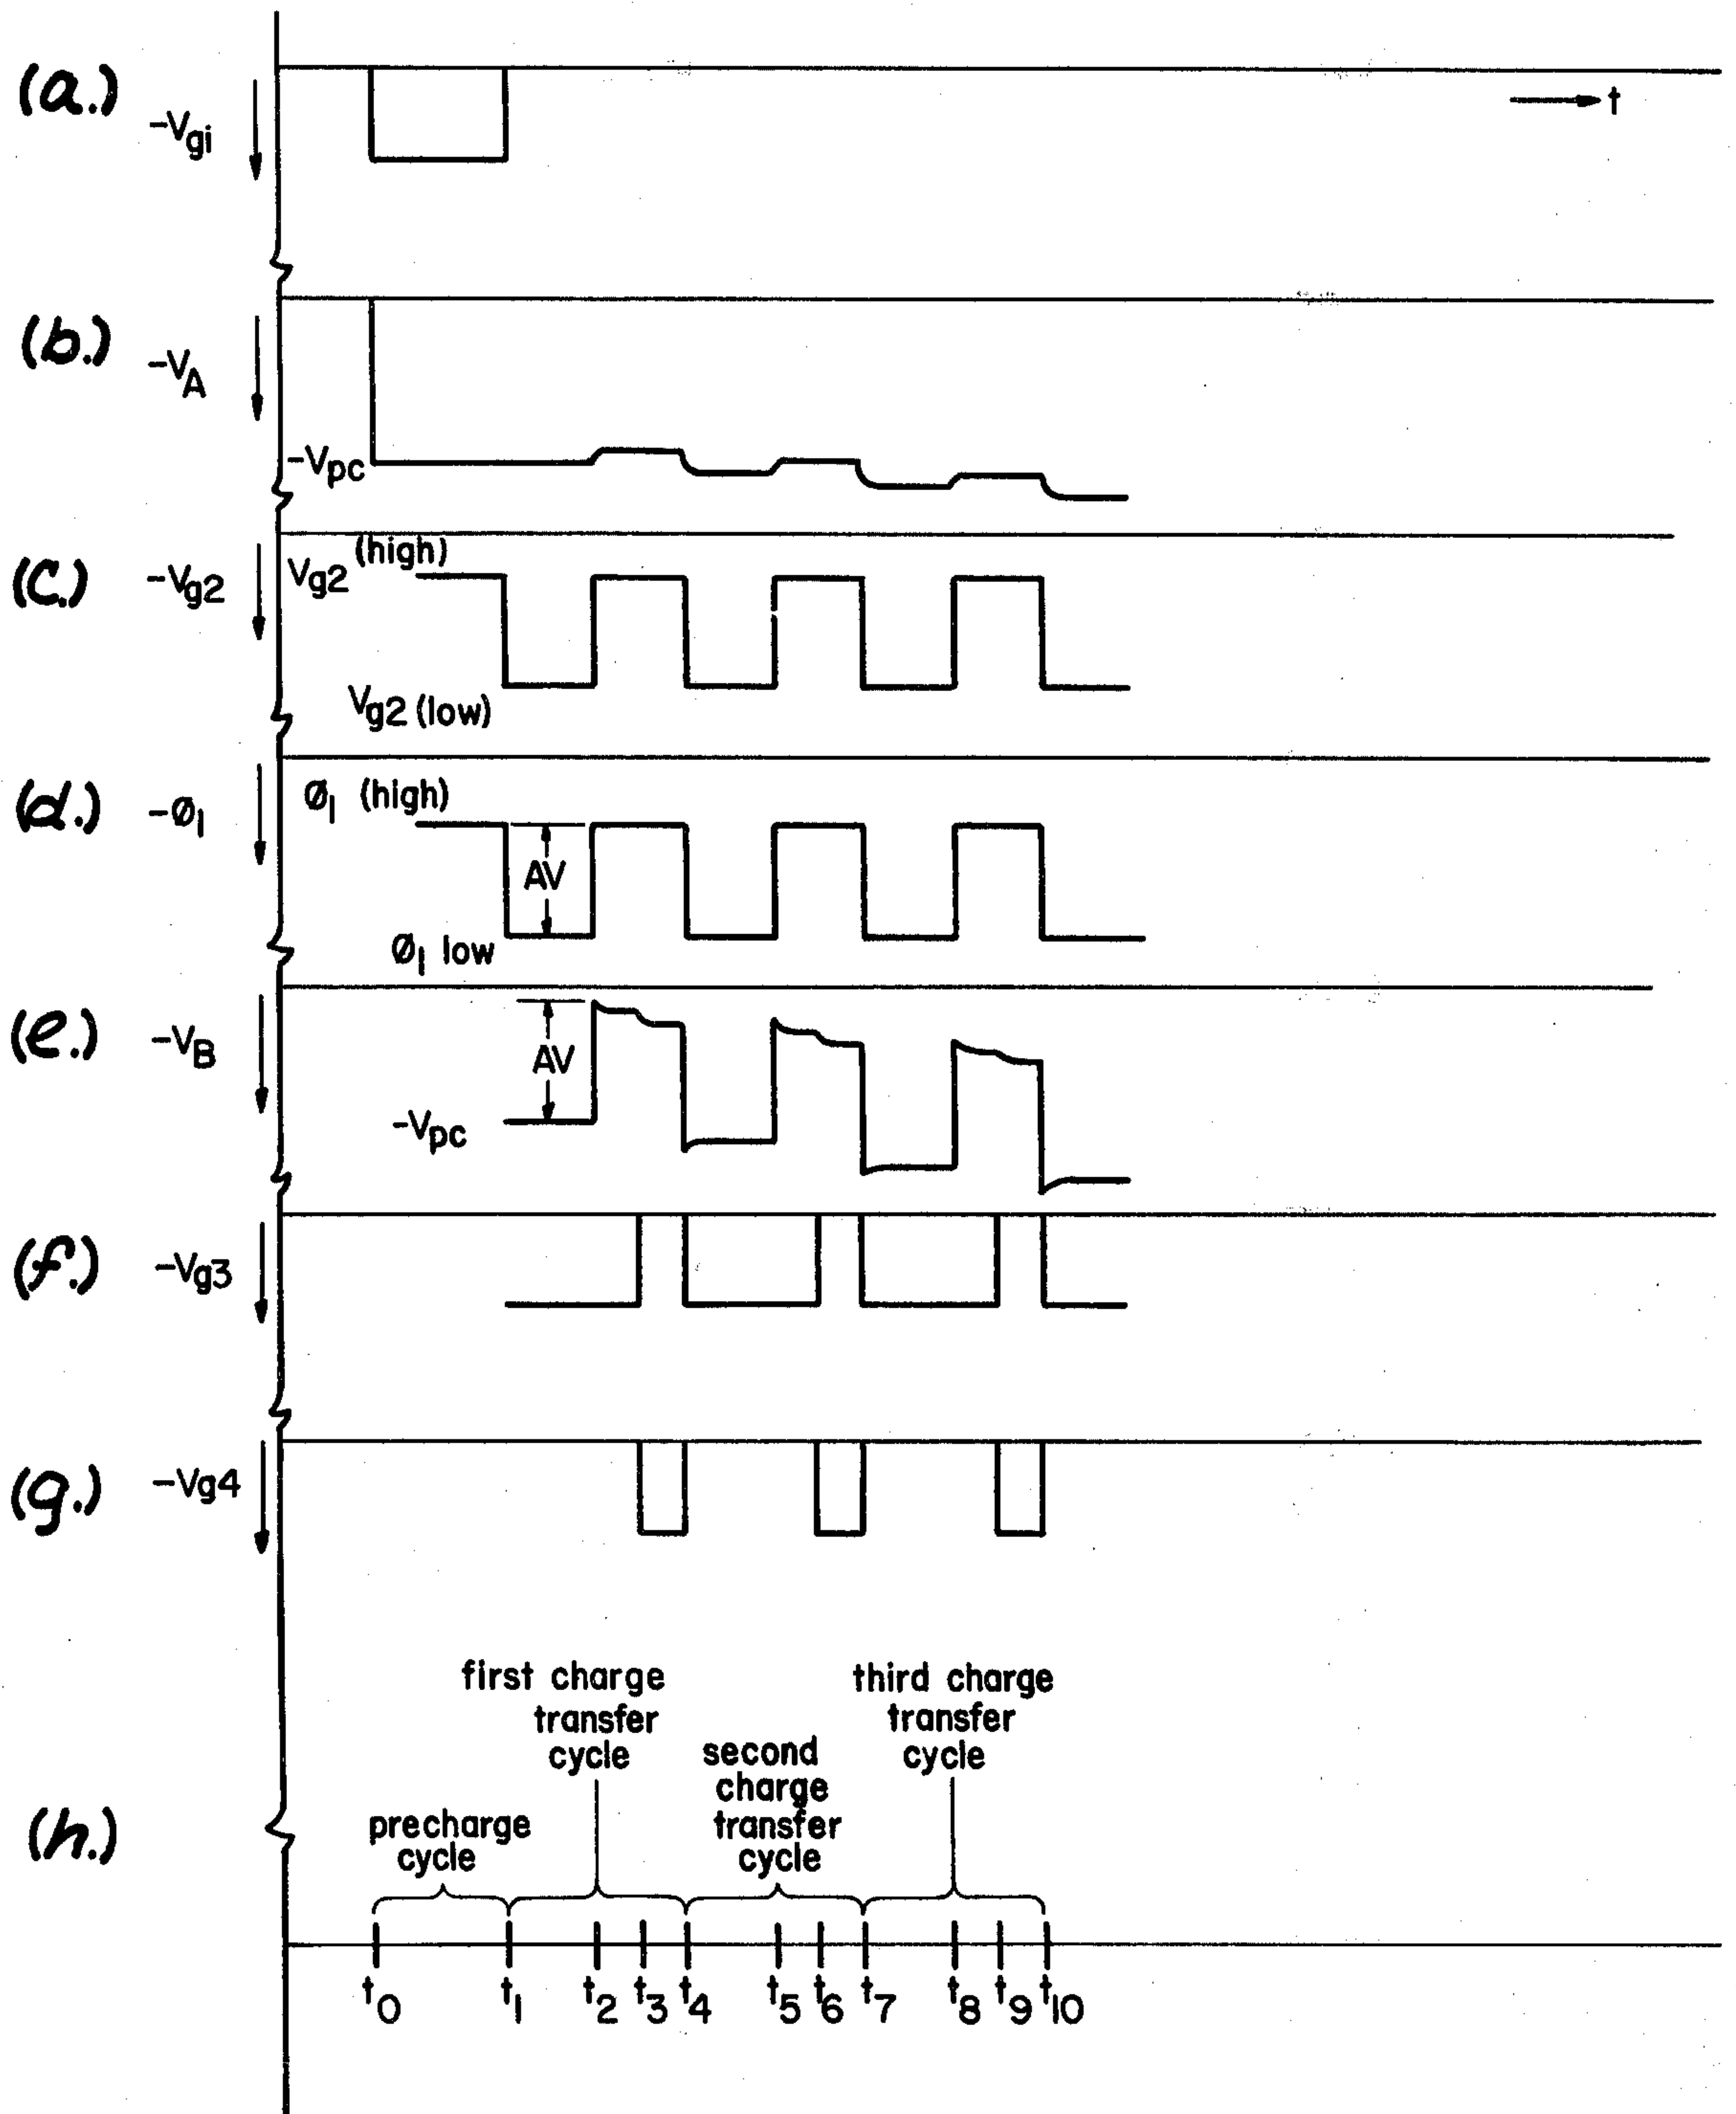 (a.)
-Vgi
t
(b.)
-VA
-Vpc
(c.)
-Vg2
Vg2 (high)
Vg2 (low)
(d.)
-Ø1
Ø1 (high)
AV
Ø1 low
(e.)
-VB
AV
-Vpc
(f.)
-Vg3
(g.)
-Vg4
(h.)
first charge
transfer
cycle
third charge
transfer
cycle
second
charge
transfer
cycle
precharge
cycle
t0 t1 t2 t3 t4 t5 t6 t7 t8 t9 t10